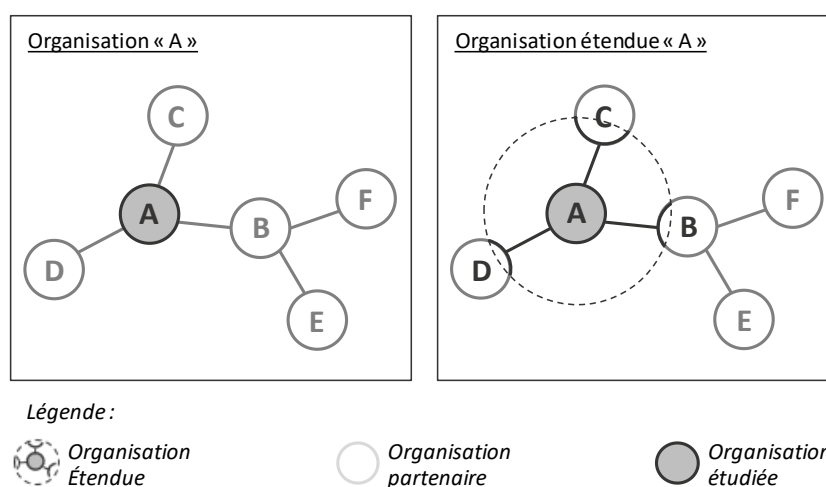 Organisation « A »
C
A
B
F
D
E
Organisation étendue « A »
C
A
B
F
D
E
Légende :
Organisation
Étendue
Organisation
partenaire
Organisation
étudiée